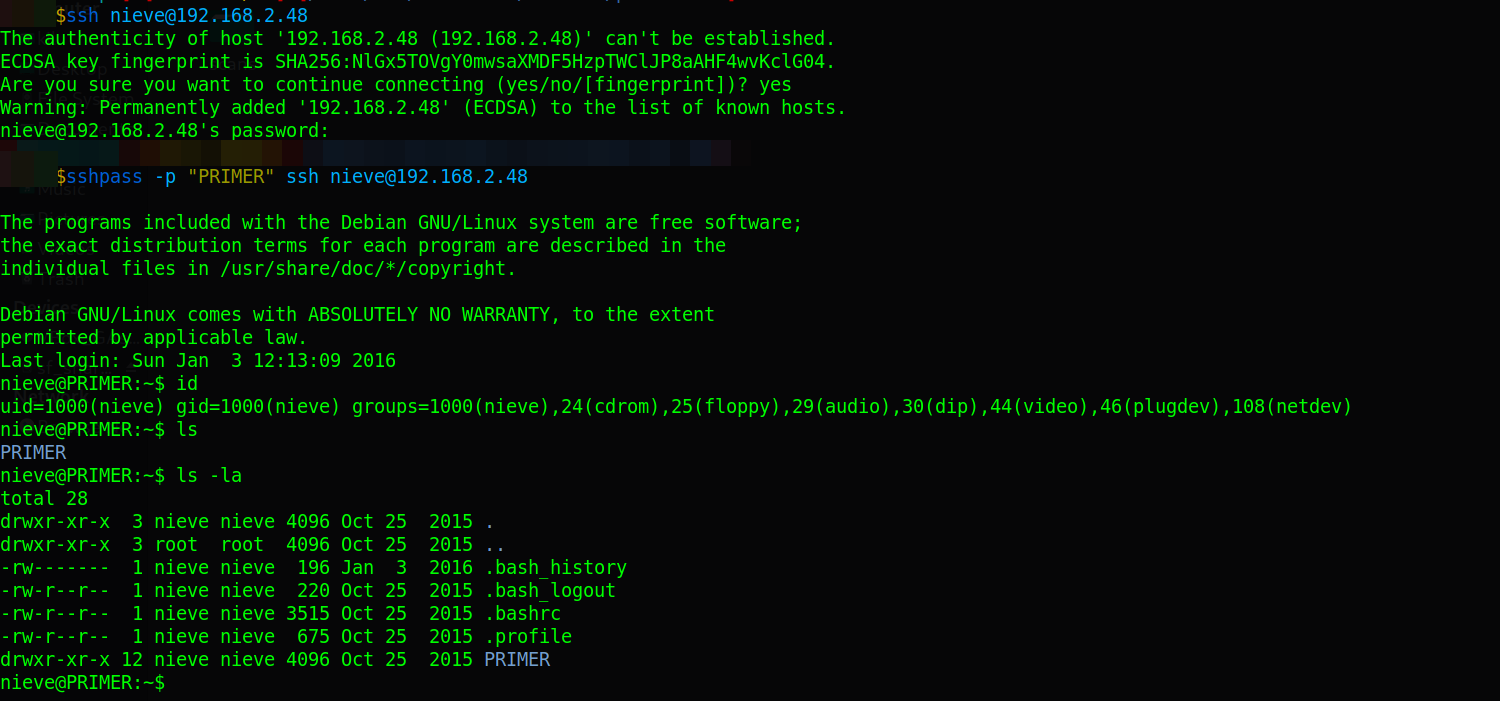 $ssh nieve@192.168.2.48
The authenticity of host '192.168.2.48 (192.168.2.48)' can't be established.
ECDSA key fingerprint is SHA256:NlGx5TOVgY0mwsaXMDF5HzpTWClJP8aAHF4wvKclG04.
Are you sure you want to continue connecting (yes/no/[fingerprint])? yes
Warning: Permanently added '192.168.2.48' (ECDSA) to the list of known hosts.
nieve@192.168.2.48's password:
$sshpass -p "PRIMER" ssh nieve@192.168.2.48
The programs included with the Debian GNU/Linux system are free software;
the exact distribution terms for each program are described in the
individual files in /usr/share/doc/*/copyright.
Debian GNU/Linux comes with ABSOLUTELY NO WARRANTY, to the extent
permitted by applicable law.
Last login: Sun Jan  3 12:13:09 2016
nieve@PRIMER:~$ id
uid=1000(nieve) gid=1000(nieve) groups=1000(nieve),24(cdrom),25(floppy),29(audio),30(dip),44(video),46(plugdev),108(netdev)
nieve@PRIMER:~$ ls
PRIMER
nieve@PRIMER:~$ ls -la
total 28
drwxr-xr-x  3 nieve nieve 4096 Oct 25  2015 .
drwxr-xr-x  3 root  root  4096 Oct 25  2015 ..
-rw-------  1 nieve nieve  196 Jan  3  2016 .bash_history
-rw-r--r--  1 nieve nieve  220 Oct 25  2015 .bash_logout
-rw-r--r--  1 nieve nieve 3515 Oct 25  2015 .bashrc
-rw-r--r--  1 nieve nieve  675 Oct 25  2015 .profile
drwxr-xr-x 12 nieve nieve 4096 Oct 25  2015 PRIMER
nieve@PRIMER:~$